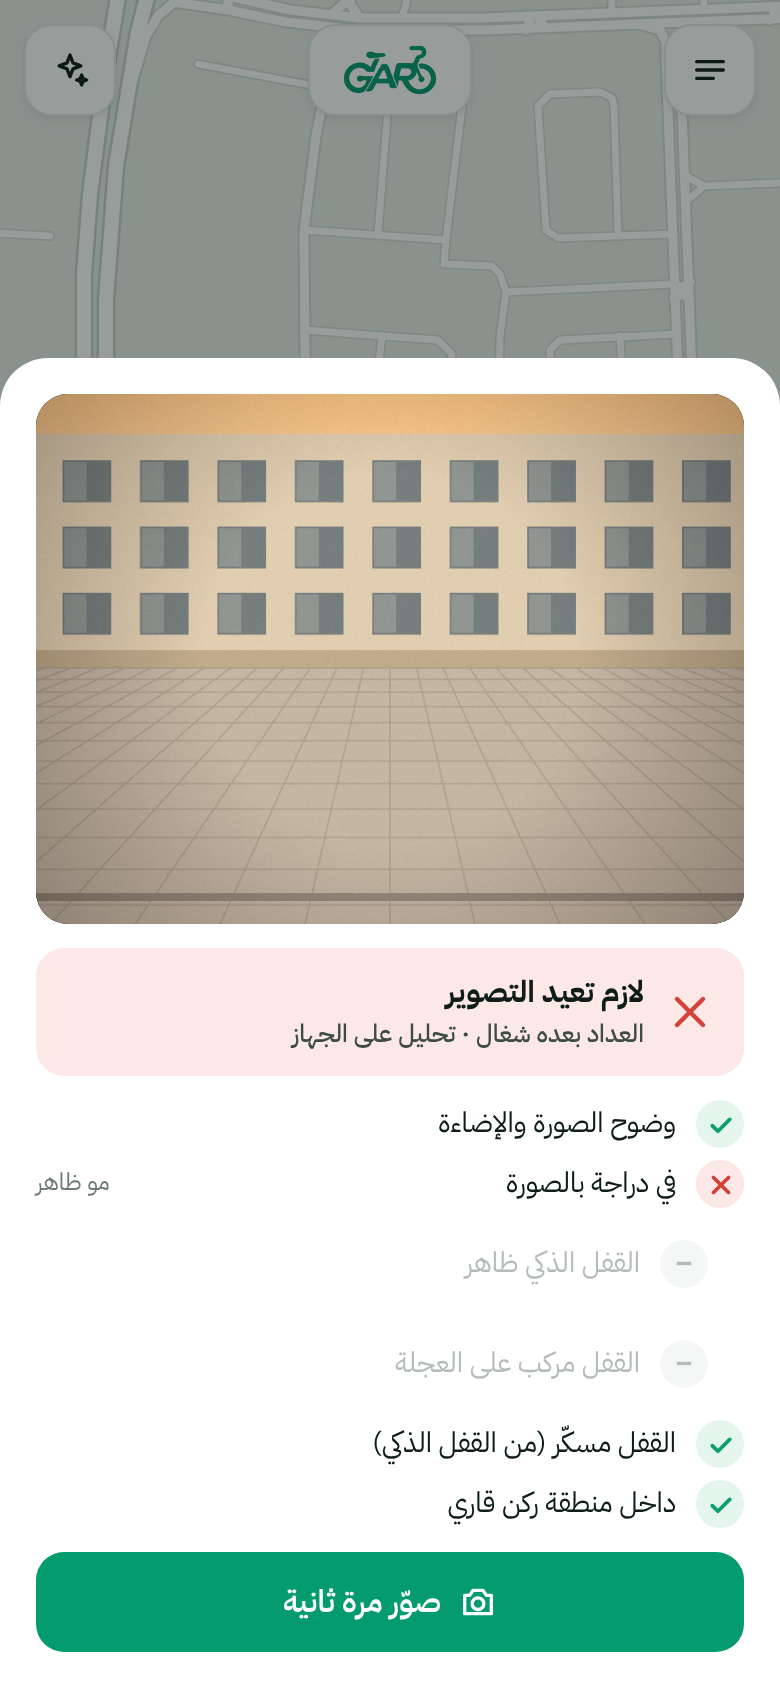 GARO
لازم تعيد التصوير
العداد بعده شغال · تحليل على الجهاز
وضوح الصورة والإضاءة
في دراجة بالصورة
مو ظاهر
القفل الذكي ظاهر
القفل مركب على العجلة
القفل مسكّر (من القفل الذكي)
داخل منطقة ركن قاري
صوّر مرة ثانية